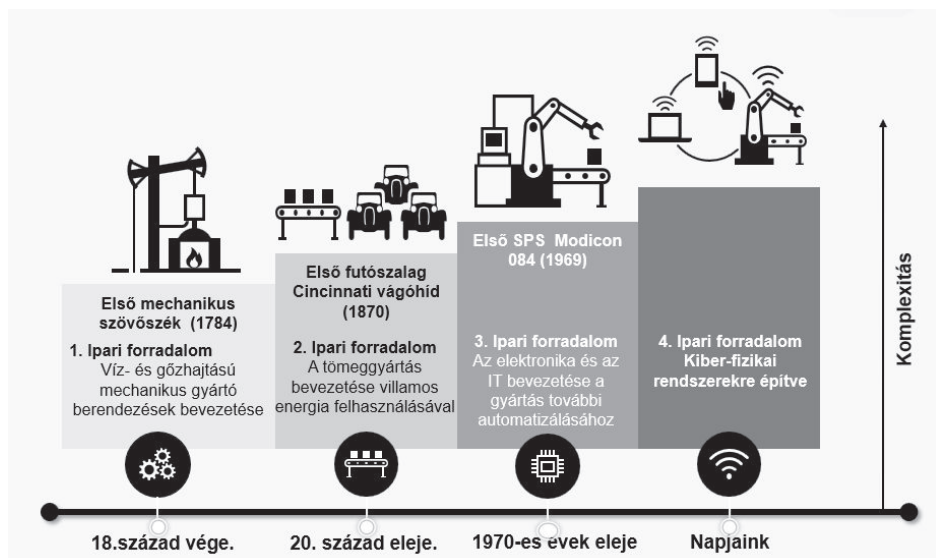 Első mechanikus
szövőszék (1784)
1. Ipari forradalom
Víz- és gőzhajtású
mechanikus gyártó
berendezések bevezetése
Első futószalag
Cincinnati vágóhíd
(1870)
2. Ipari forradalom
A tömeggyártás
bevezetése villamos
energia felhasználásával
Első SPS Modicon
084 (1969)
3. Ipari forradalom
Az elektronika és az
IT bevezetése a
gyártás további
automatizálásához
4. Ipari forradalom
Kiber-fizikai
rendszerekre építve
Komplexitás
18.század vége.
20. század eleje.
1970-es évek eleje
Napjaink